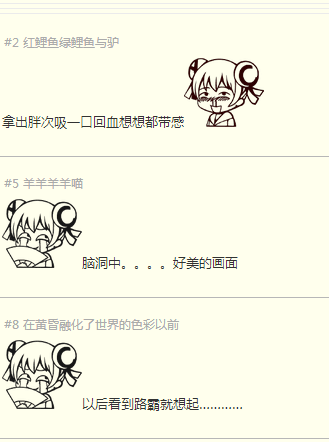 #2 红鲤鱼绿鲤鱼与驴
拿出胖次吸一口回血想想都带感
#5 羊羊羊羊喵
脑洞中。。。。好美的画面
#8 在黄昏融化了世界的色彩以前
以后看到路霸就想起…………